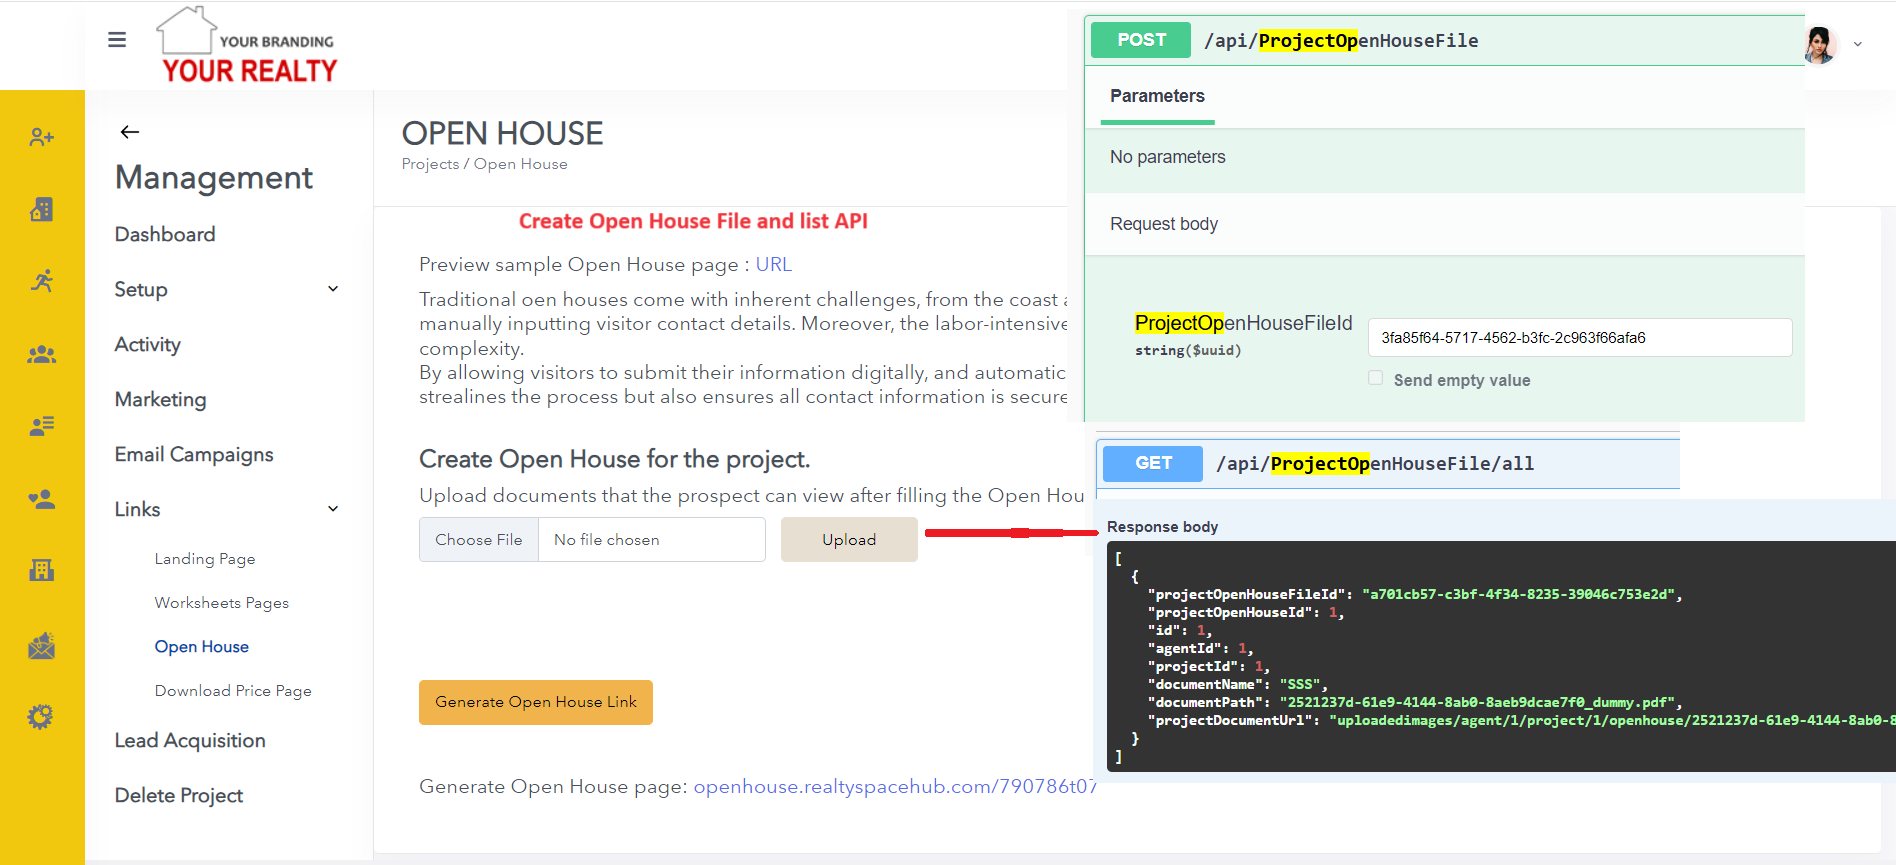 YOUR BRANDING
YOUR REALTY
Management
Dashboard
Setup
Activity
Marketing
Email Campaigns
Links
Landing Page
Worksheets Pages
Open House
Download Price Page
Lead Acquisition
Delete Project
OPEN HOUSE
Projects / Open House
Create Open House File and list API
Preview sample Open House page : URL
Traditional oen houses come with inherent challenges, from the coast
manually inputting visitor contact details. Moreover, the labor-intensive
complexity.
By allowing visitors to submit their information digitally, and automatic
strealines the process but also ensures all contact information is secure
Create Open House for the project.
Upload documents that the prospect can view after filling the Open Hou
Choose File No file chosen Upload
Generate Open House Link
Generate Open House page: openhouse.realtyspacehub.com/790786t07
POST /api/ProjectOpenHouseFile
Parameters
No parameters
Request body
ProjectOpenHouseFileId
string($uuid)
3fa85f64-5717-4562-b3fc-2c963f66afa6
Send empty value
GET /api/ProjectOpenHouseFile/all
Response body
[
{
"projectOpenHouseFileId": "a701cb57-c3bf-4f34-8235-39046c753e2d",
"projectOpenHouseId": 1,
"id": 1,
"agentId": 1,
"projectId": 1,
"documentName": "SSS",
"documentPath": "2521237d-61e9-4144-8ab0-8aeb9dcae7f0_dummy.pdf",
"projectDocumentUrl": "uploadedimages/agent/1/project/1/openhouse/2521237d-61e9-4144-8ab0-8
}
]